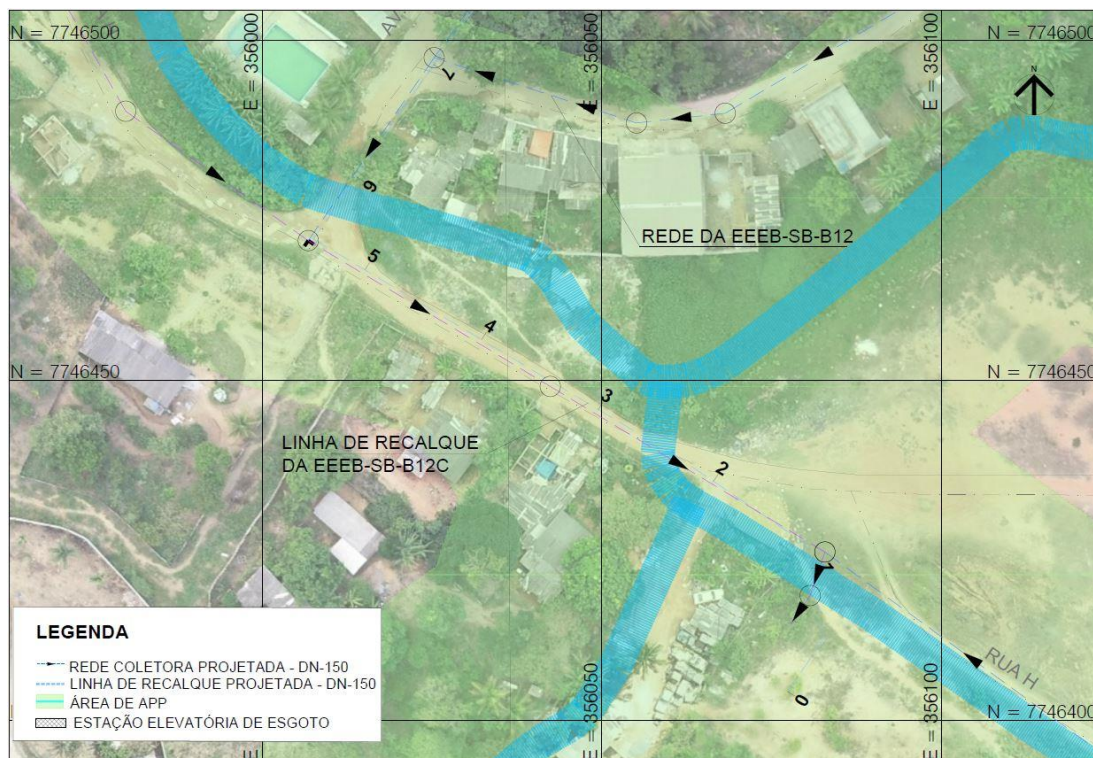 N = 7746500
E = 356000
AV
E = 356050
E = 356100
N = 7746500
N
7
6
REDE DA EEEB-SB-B12
5
4
N = 7746450
N = 7746450
3
LINHA DE RECALQUE
DA EEEB-SB-B12C
2
1
RUA H
0
LEGENDA
REDE COLETORA PROJETADA - DN-150
LINHA DE RECALQUE PROJETADA - DN-150
ÁREA DE APP
ESTAÇÃO ELEVATÓRIA DE ESGOTO
E =
E = 356050
E = 356100
N = 7746400